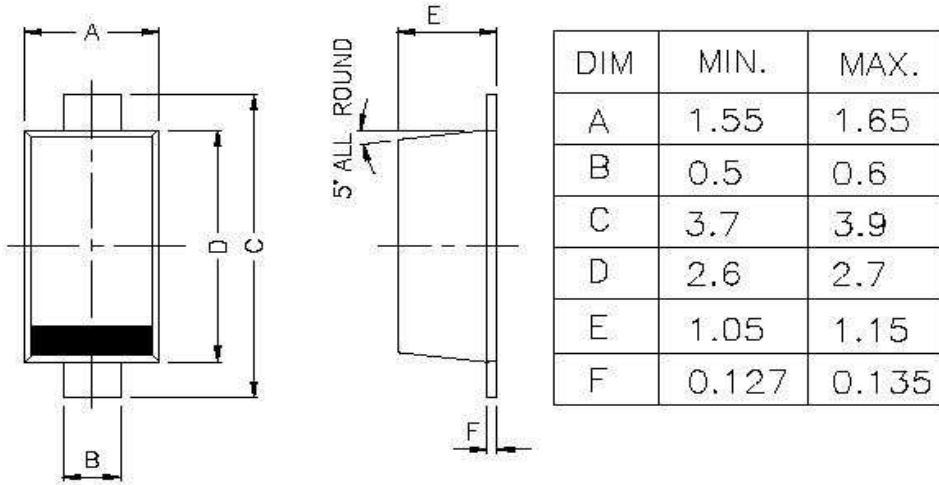 A
D
C
B
E
5° ALL ROUND
F
DIM MIN. MAX.
A 1.55 1.65
B 0.5 0.6
C 3.7 3.9
D 2.6 2.7
E 1.05 1.15
F 0.127 0.135